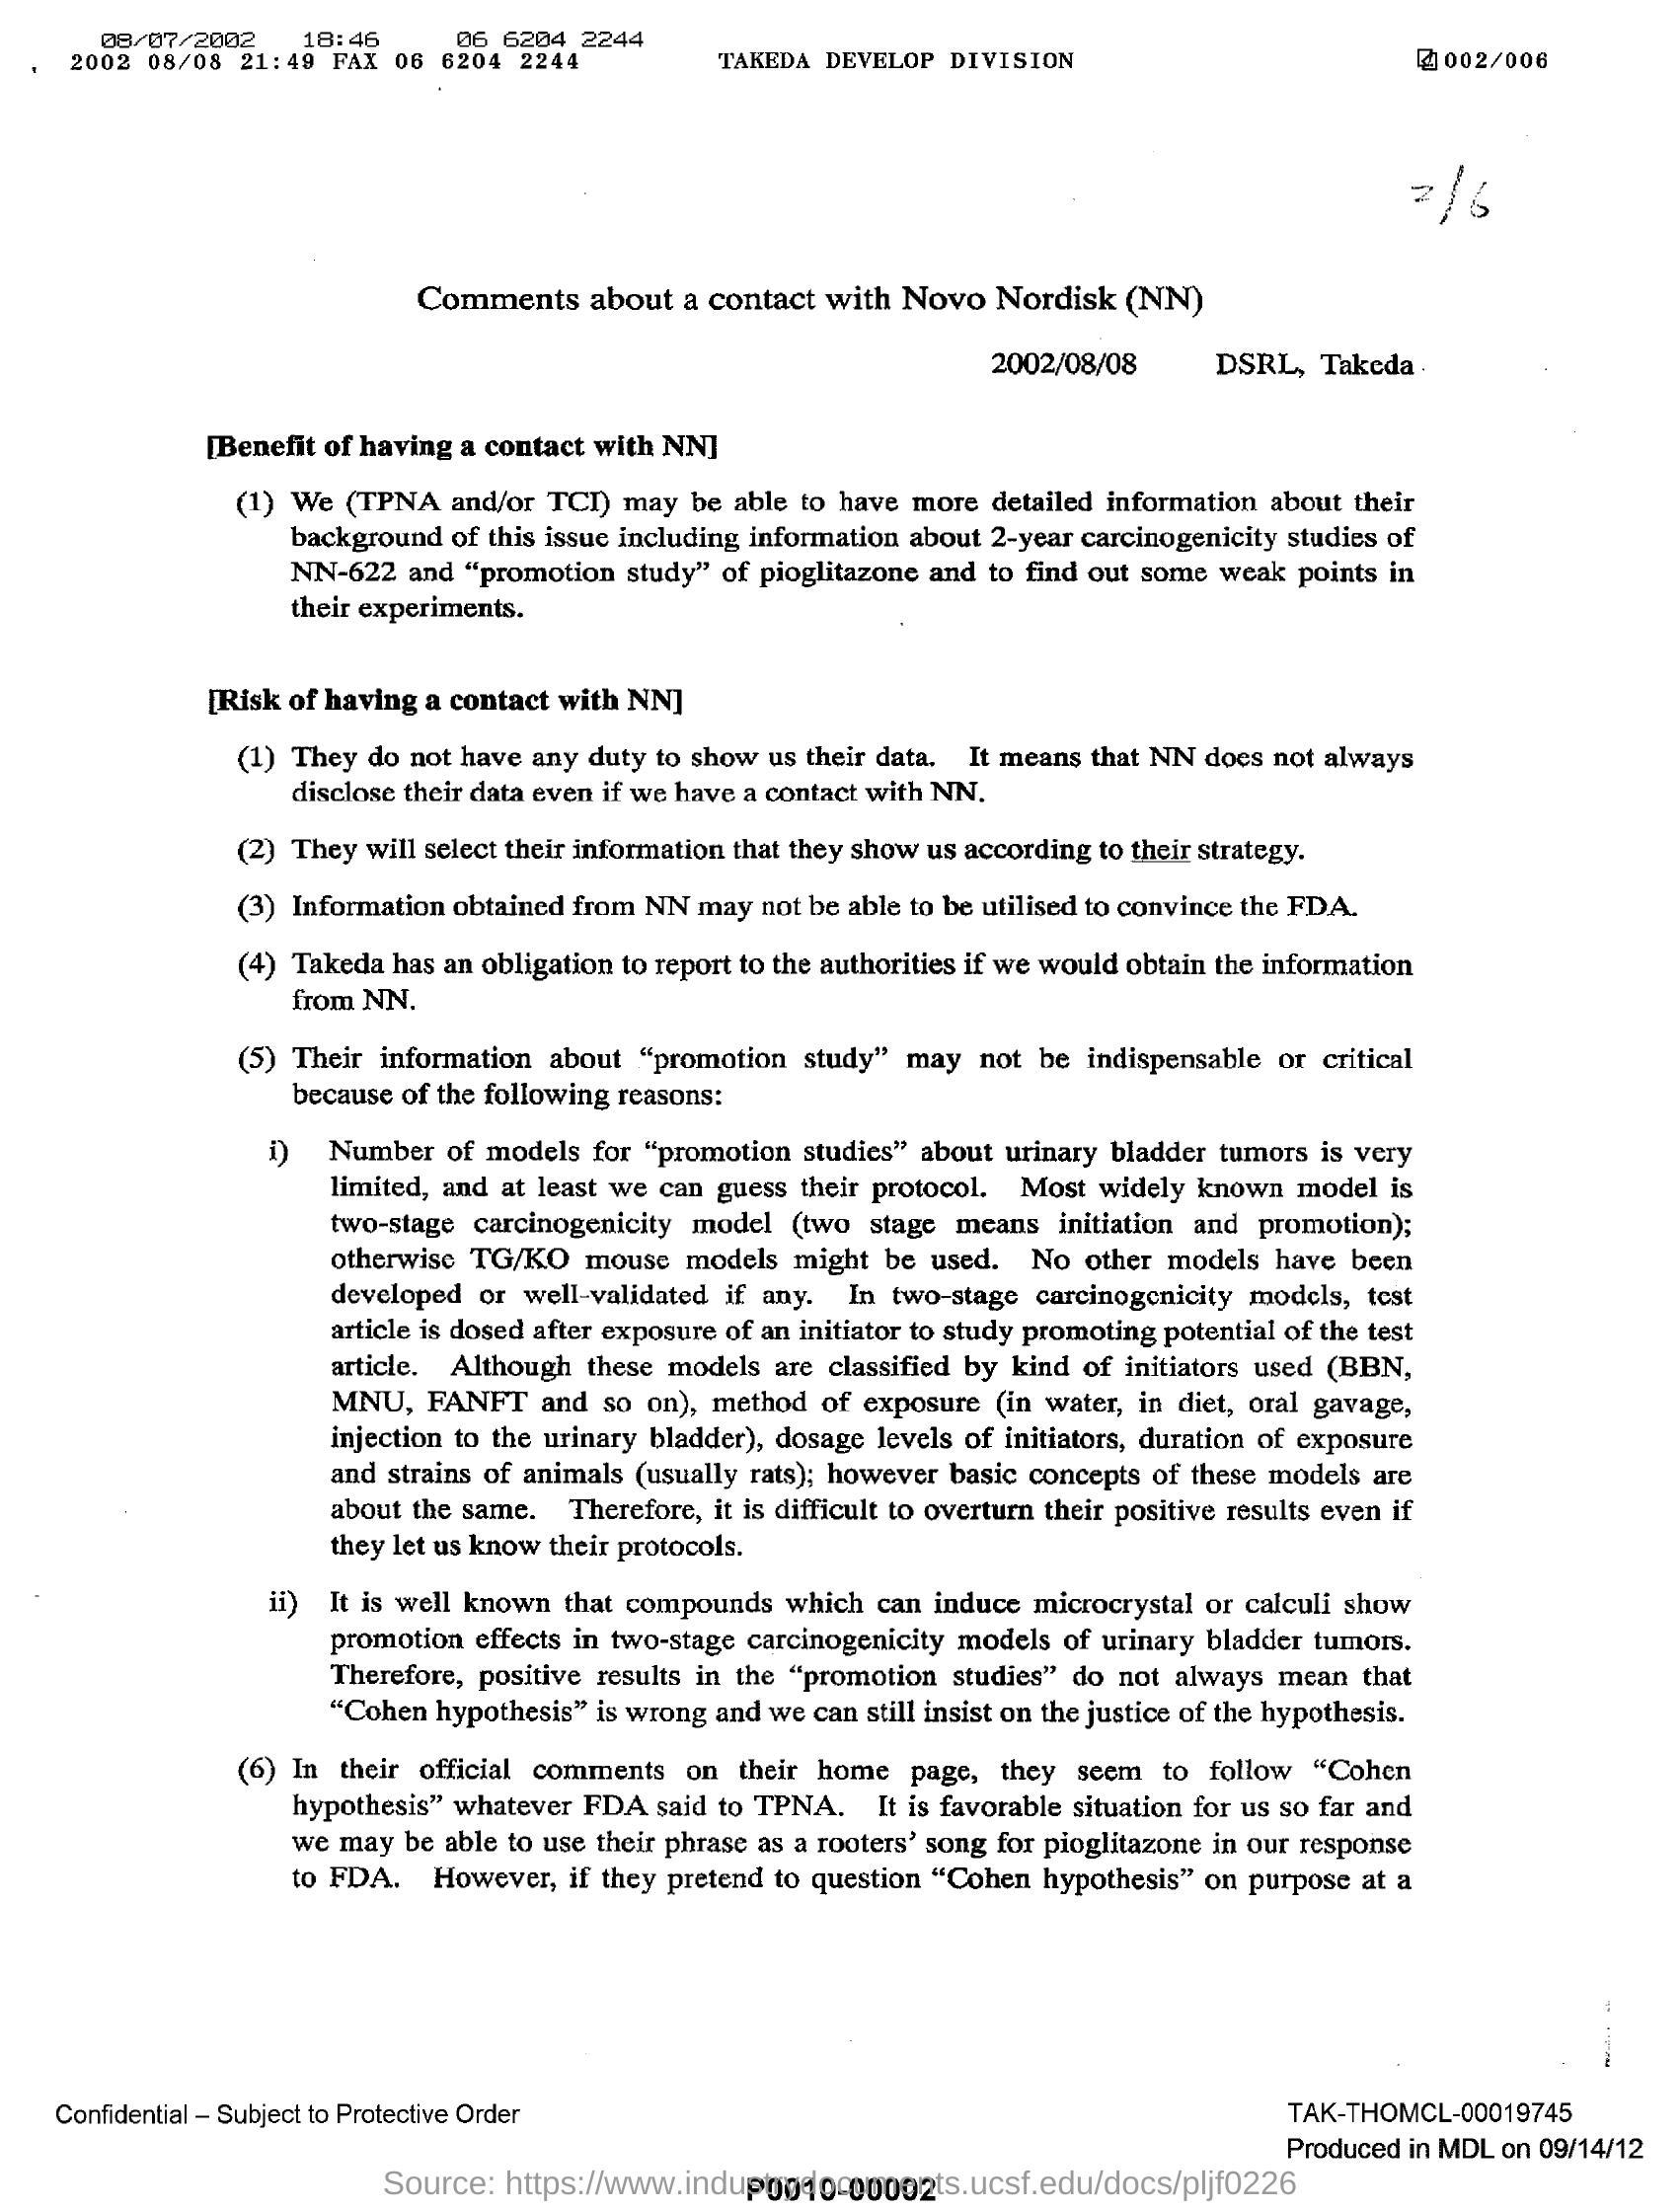 08/07/2002 18:46 06 6204 2244
2002 08/08 21:49 FAX 06 6204 2244 TAKEDA DEVELOP DIVISION 002/006
2/6
Comments about a contact with Novo Nordisk (NN)
2002/08/08 DSRL, Takeda
[Benefit of having a contact with NN]
(1) We (TPNA and/or TCI) may be able to have more detailed information about their
background of this issue including information about 2-year carcinogenicity studies of
NN-622 and “promotion study” of pioglitazone and to find out some weak points in
their experiments.
[Risk of having a contact with NN]
(1) They do not have any duty to show us their data. It means that NN does not always
disclose their data even if we have a contact with NN.
(2) They will select their information that they show us according to their strategy.
(3) Information obtained from NN may not be able to be utilised to convince the FDA.
(4) Takeda has an obligation to report to the authorities if we would obtain the information
from NN.
(5) Their information about “promotion study” may not be indispensable or critical
because of the following reasons:
i) Number of models for “promotion studies” about urinary bladder tumors is very
limited, and at least we can guess their protocol. Most widely known model is
two-stage carcinogenicity model (two stage means initiation and promotion);
otherwise TG/KO mouse models might be used. No other models have been
developed or well-validated if any. In two-stage carcinogenicity models, test
article is dosed after exposure of an initiator to study promoting potential of the test
article. Although these models are classified by kind of initiators used (BBN,
MNU, FANFT and so on), method of exposure (in water, in diet, oral gavage,
injection to the urinary bladder), dosage levels of initiators, duration of exposure
and strains of animals (usually rats); however basic concepts of these models are
about the same. Therefore, it is difficult to overturn their positive results even if
they let us know their protocols.
ii) It is well known that compounds which can induce microcrystal or calculi show
promotion effects in two-stage carcinogenicity models of urinary bladder tumors.
Therefore, positive results in the “promotion studies” do not always mean that
“Cohen hypothesis” is wrong and we can still insist on the justice of the hypothesis.
(6) In their official comments on their home page, they seem to follow “Cohen
hypothesis” whatever FDA said to TPNA. It is favorable situation for us so far and
we may be able to use their phrase as a rooters’ song for pioglitazone in our response
to FDA. However, if they pretend to question “Cohen hypothesis” on purpose at a
Confidential – Subject to Protective Order TAK-THOMCL-00019745
Produced in MDL on 09/14/12
Source: https://www.industrydocuments.ucsf.edu/docs/pljf0226
P0010-00002